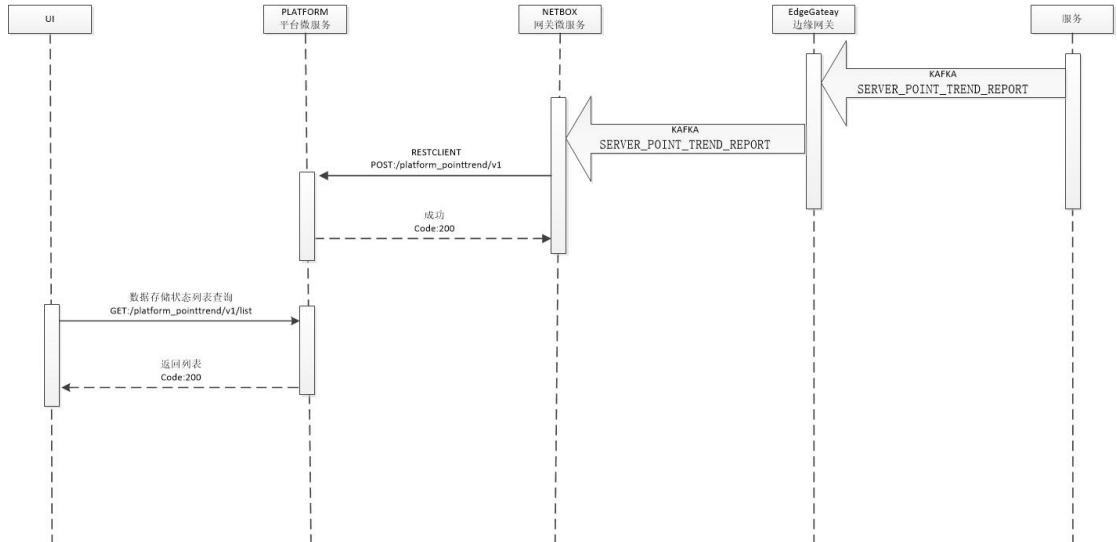 UI
PLATFORM
平台微服务
NETBOX
网关微服务
EdgeGateay
边缘网关
服务
KAFKA
SERVER_POINT_TREND_REPORT
KAFKA
SERVER_POINT_TREND_REPORT
RESTCLIENT
POST:/platform_pointtrend/v1
成功
Code:200
数据存储状态列表查询
GET:/platform_pointtrend/v1/list
返回列表
Code:200